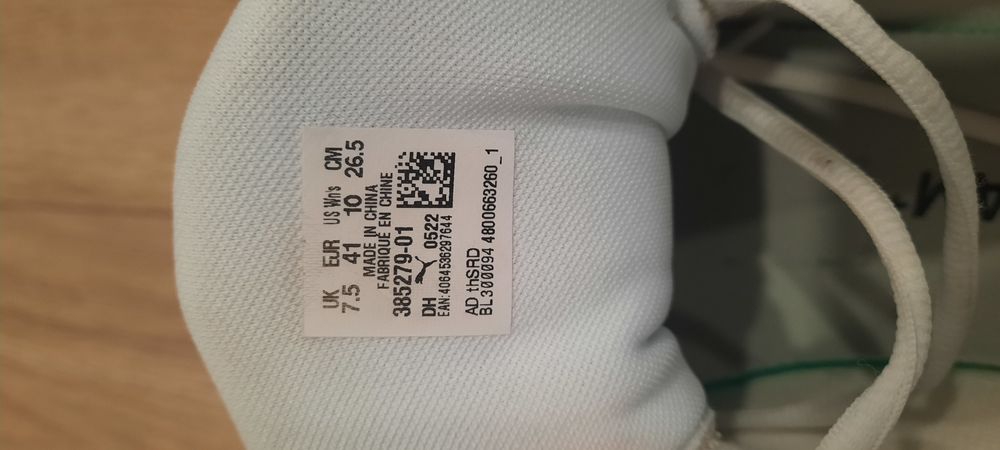 UK EUR US Wn's CM
7.5 41 10 26.5
MADE IN CHINA
FABRIQUE EN CHINE
385279-01
DH 0522
EAN:4064536297644
AD thSRD
BL300094 4800663260_1